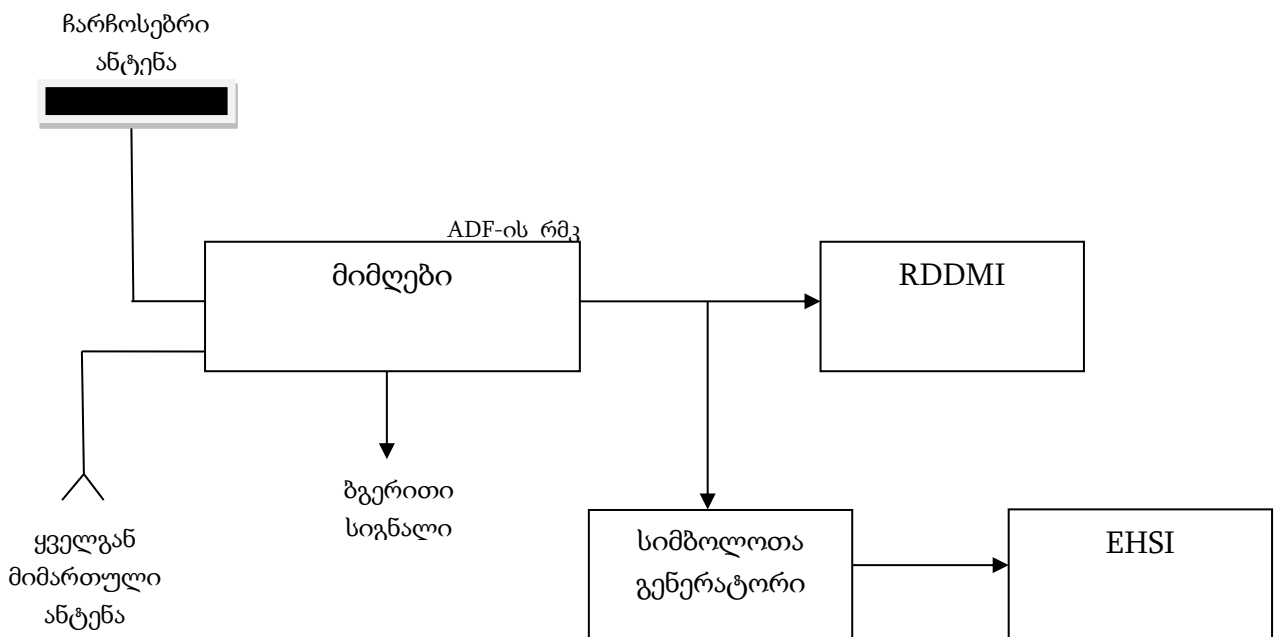 ჩარჩოსებრი
ანტენა
ADF-ის რმკ
მიმღები
RDDMI
ბგერითი
სიგნალი
ყველგან
მიმართული
ანტენა
სიმბოლოთა
გენერატორი
EHSI